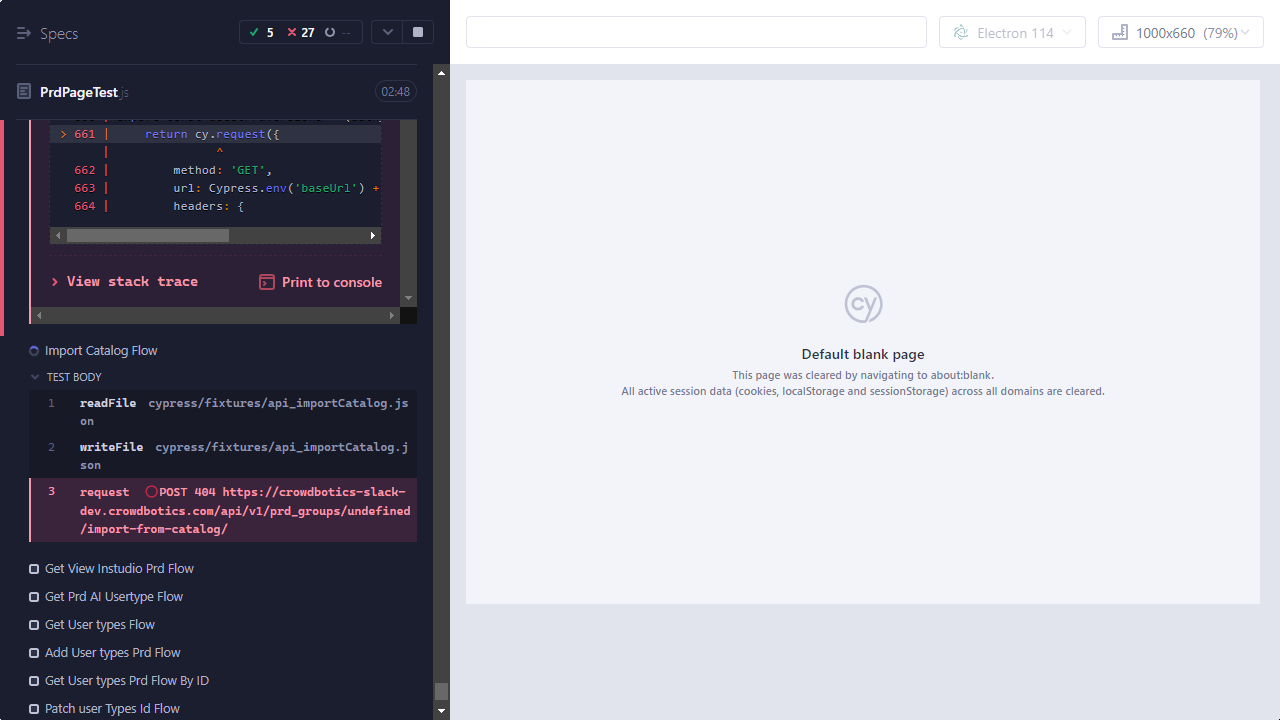 Specs
5 27 --
Electron 114
1000x660 (79%)
PrdPageTest.js
02:48
> 661 | return cy.request({
| ^
662 | method: 'GET',
663 | url: Cypress.env('baseUrl') +
664 | headers: {
View stack trace
Print to console
Import Catalog Flow
TEST BODY
1 readFile cypress/fixtures/api_importCatalog.js
on
2 writeFile cypress/fixtures/api_importCatalog.j
son
3 request POST 404 https://crowdbotics-slack-
dev.crowdbotics.com/api/v1/prd_groups/undefined
/import-from-catalog/
Get View Instudio Prd Flow
Get Prd AI Usertype Flow
Get User types Flow
Add User types Prd Flow
Get User types Prd Flow By ID
Patch user Types Id Flow
cy
Default blank page
This page was cleared by navigating to about:blank.
All active session data (cookies, localStorage and sessionStorage) across all domains are cleared.